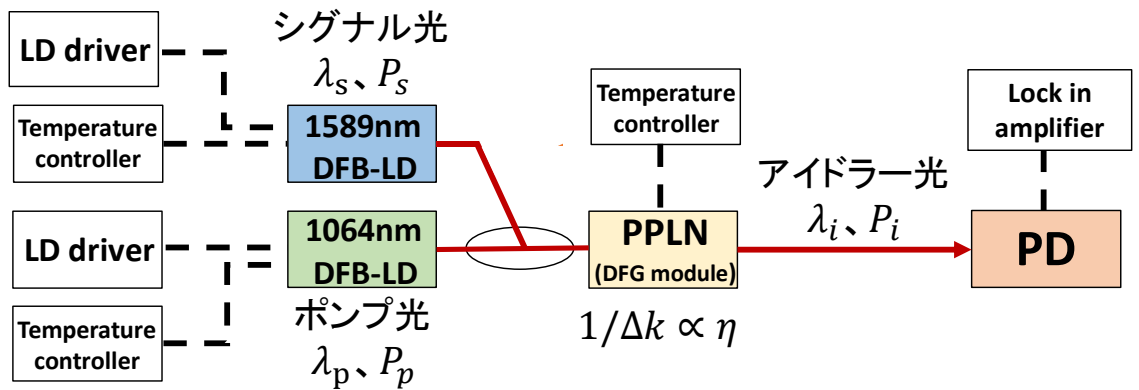 LD driver
Temperature
controller
シグナル光
λs、Ps
1589nm
DFB-LD
LD driver
Temperature
controller
1064nm
DFB-LD
ポンプ光
λp、Pp
Temperature
controller
PPLN
(DFG module)
1/Δk ∝ η
アイドラー光
λi、Pi
Lock in
amplifier
PD